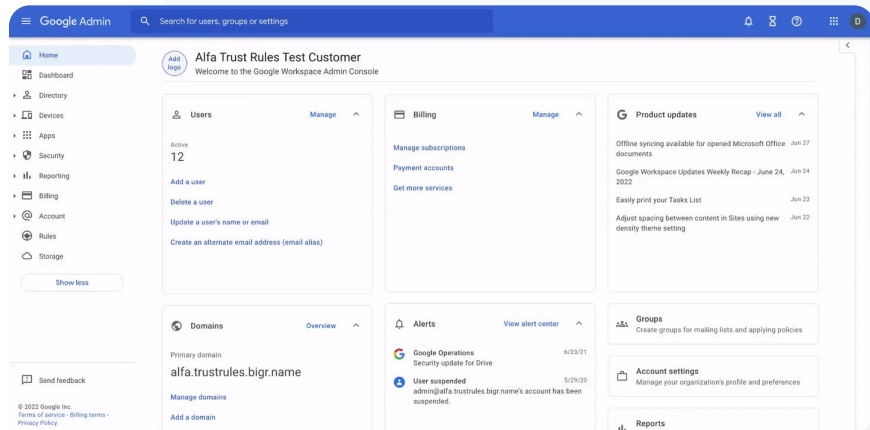 Google Admin
Search for users, groups or settings
D
Home
Dashboard
Directory
Devices
Apps
Security
Reporting
Billing
Account
Rules
Storage
Show less
Send feedback
© 2022 Google Inc.
Terms of service - Billing terms -
Privacy Policy
Add
logo
Alfa Trust Rules Test Customer
Welcome to the Google Workspace Admin Console
Users
Manage
Active
12
Add a user
Delete a user
Update a user's name or email
Create an alternate email address (email alias)
Billing
Manage
Manage subscriptions
Payment accounts
Get more services
Product updates
View all
Offline syncing available for opened Microsoft Office Jun 27
documents
Google Workspace Updates Weekly Recap - June 24, Jun 24
2022
Easily print your Tasks List Jun 23
Adjust spacing between content in Sites using new Jun 22
density theme setting
Domains
Overview
Primary domain
alfa.trustrules.bigr.name
Manage domains
Add a domain
Alerts
View alert center
Google Operations 6/23/21
Security update for Drive
User suspended 5/29/20
admin@alfa.trustrules.bigr.name's account has been
suspended.
Groups
Create groups for mailing lists and applying policies
Account settings
Manage your organization's profile and preferences
Reports